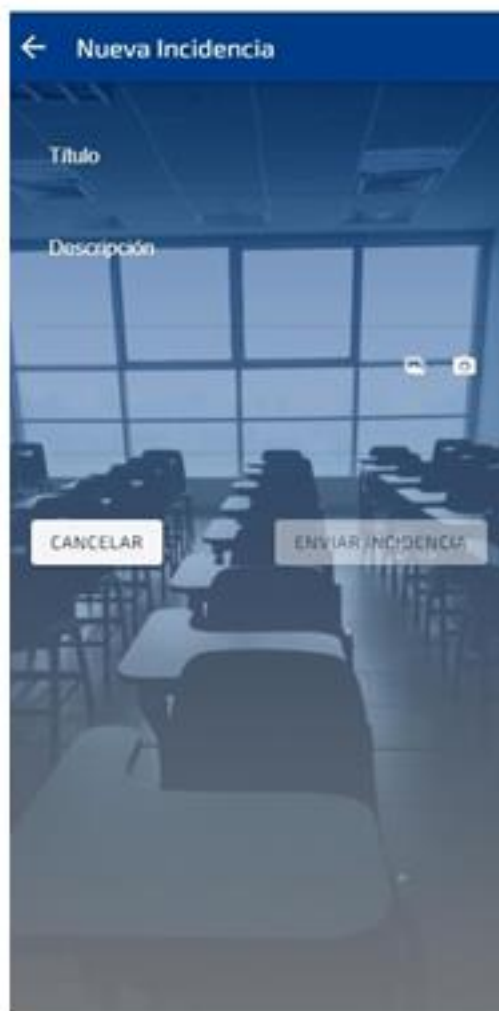 Nueva Incidencia
Título
Descripción
CANCELAR
ENVIAR INCIDENCIA